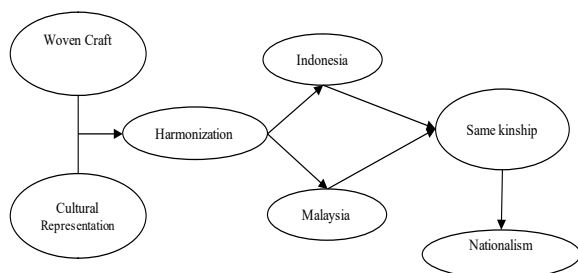 Woven Craft
Indonesia
Harmonization
Same kinship
Cultural
Representation
Malaysia
Nationalism